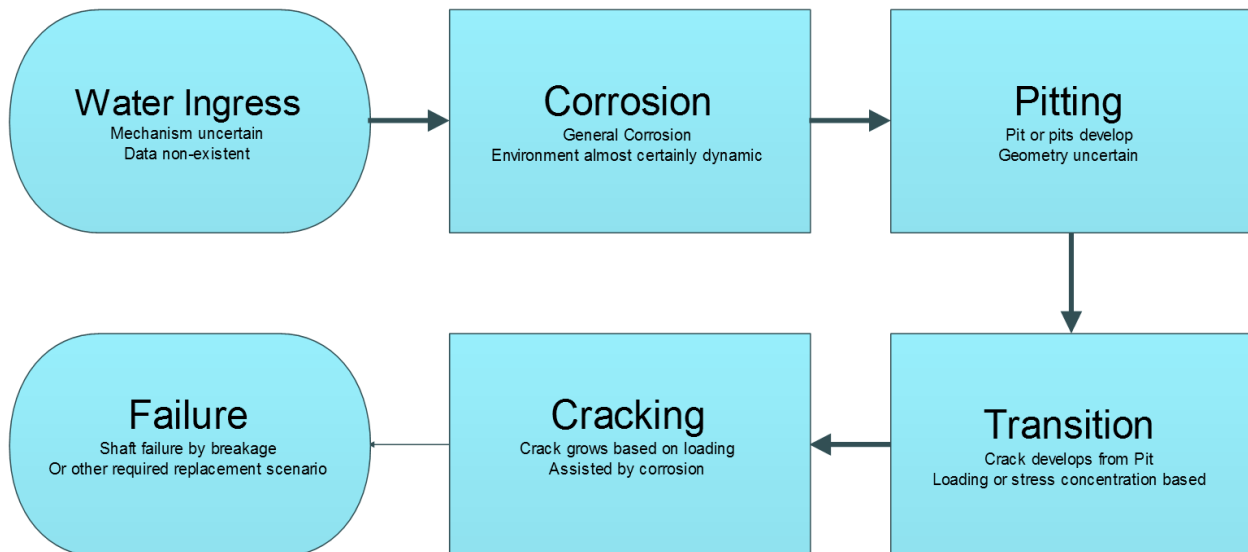 Water Ingress
Mechanism uncertain
Data non-existent
Corrosion
General Corrosion
Environment almost certainly dynamic
Pitting
Pit or pits develop
Geometry uncertain
Transition
Crack develops from Pit
Loading or stress concentration based
Cracking
Crack grows based on loading
Assisted by corrosion
Failure
Shaft failure by breakage
Or other required replacement scenario